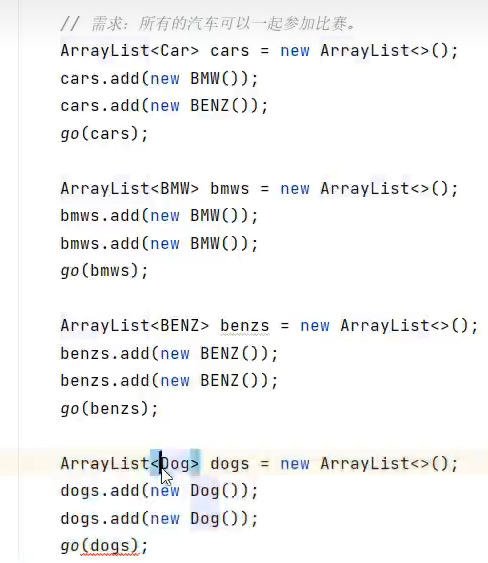 // 需求：所有的汽车可以一起参加比赛。
ArrayList<Car> cars = new ArrayList<>();
cars.add(new BMW());
cars.add(new BENZ());
go(cars);
ArrayList<BMW> bmws = new ArrayList<>();
bmws.add(new BMW());
bmws.add(new BMW());
go(bmws);
ArrayList<BENZ> benzs = new ArrayList<>();
benzs.add(new BENZ());
benzs.add(new BENZ());
go(benzs);
ArrayList<Dog> dogs = new ArrayList<>();
dogs.add(new Dog());
dogs.add(new Dog());
go(dogs);